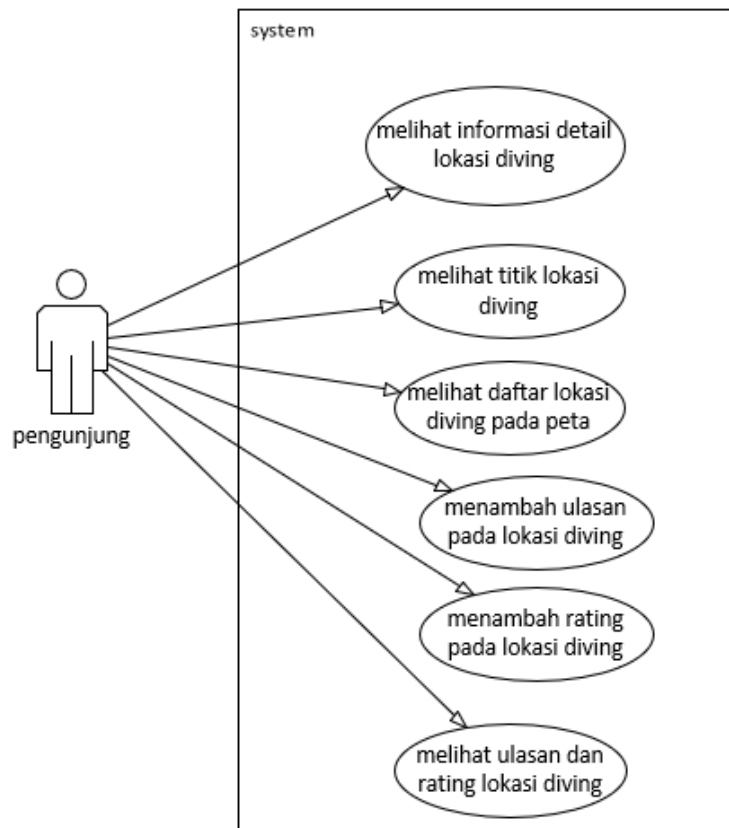 system
melihat informasi detail
lokasi diving
melihat titik lokasi
diving
melihat daftar lokasi
diving pada peta
pengunjung
menambah ulasan
pada lokasi diving
menambah rating
pada lokasi diving
melihat ulasan dan
rating lokasi diving